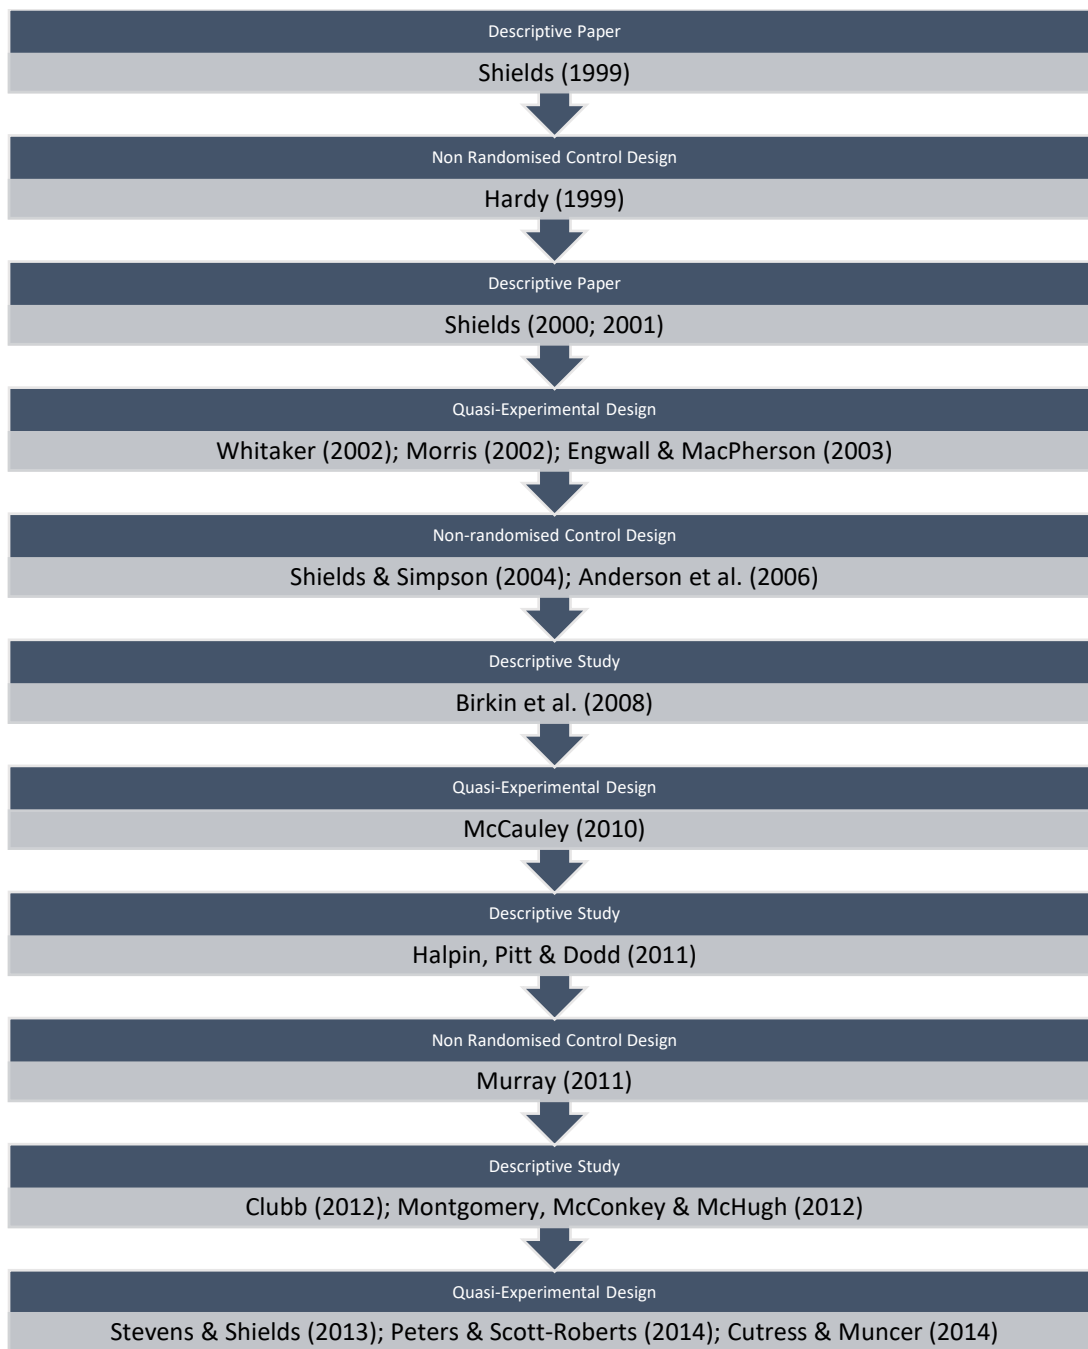 Descriptive Paper
Shields (1999)
Non Randomised Control Design
Hardy (1999)
Descriptive Paper
Shields (2000; 2001)
Quasi-Experimental Design
Whitaker (2002); Morris (2002); Engwall & MacPherson (2003)
Non-randomised Control Design
Shields & Simpson (2004); Anderson et al. (2006)
Descriptive Study
Birkin et al. (2008)
Quasi-Experimental Design
McCauley (2010)
Descriptive Study
Halpin, Pitt & Dodd (2011)
Non Randomised Control Design
Murray (2011)
Descriptive Study
Clubb (2012); Montgomery, McConkey & McHugh (2012)
Quasi-Experimental Design
Stevens & Shields (2013); Peters & Scott-Roberts (2014); Cutress & Muncer (2014)